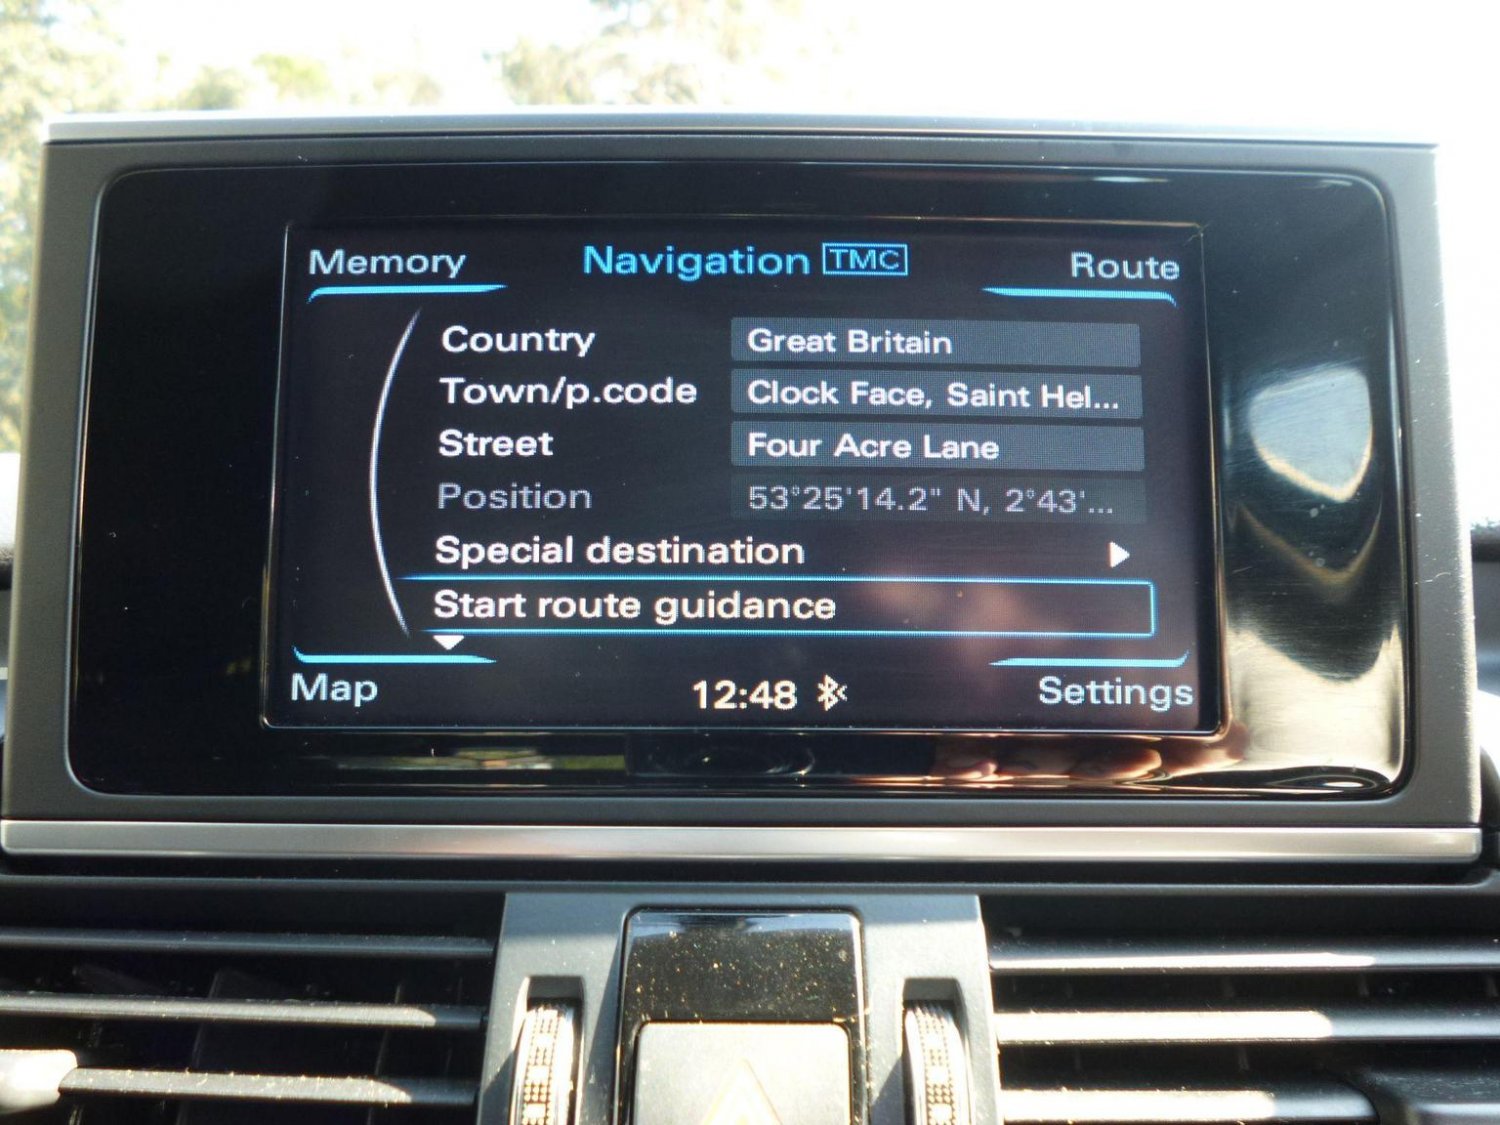 Memory Navigation TMC Route
Country Great Britain
Town/p.code Clock Face, Saint Hel...
Street Four Acre Lane
Position 53°25'14.2" N, 2°43'...
Special destination
Start route guidance
Map 12:48 Settings